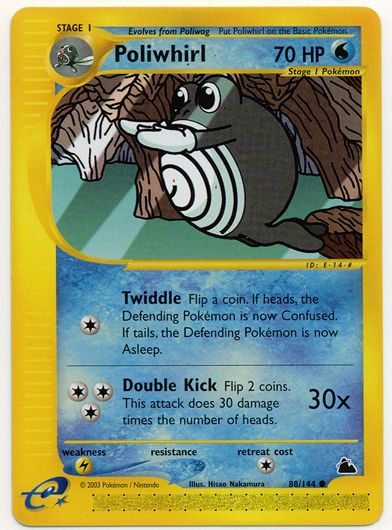 STAGE 1
Evolves from Poliwag Put Poliwhirl on the Basic Pokémon
Poliwhirl 70 HP
Stage 1 Pokémon
ID: E-14-#
Twiddle Flip a coin. If heads, the
Defending Pokémon is now Confused.
If tails, the Defending Pokémon is now
Asleep.
Double Kick Flip 2 coins.
This attack does 30 damage
times the number of heads.
30x
weakness resistance retreat cost
© 2003 Pokémon / Nintendo Illus. Hisao Nakamura 88/144
e